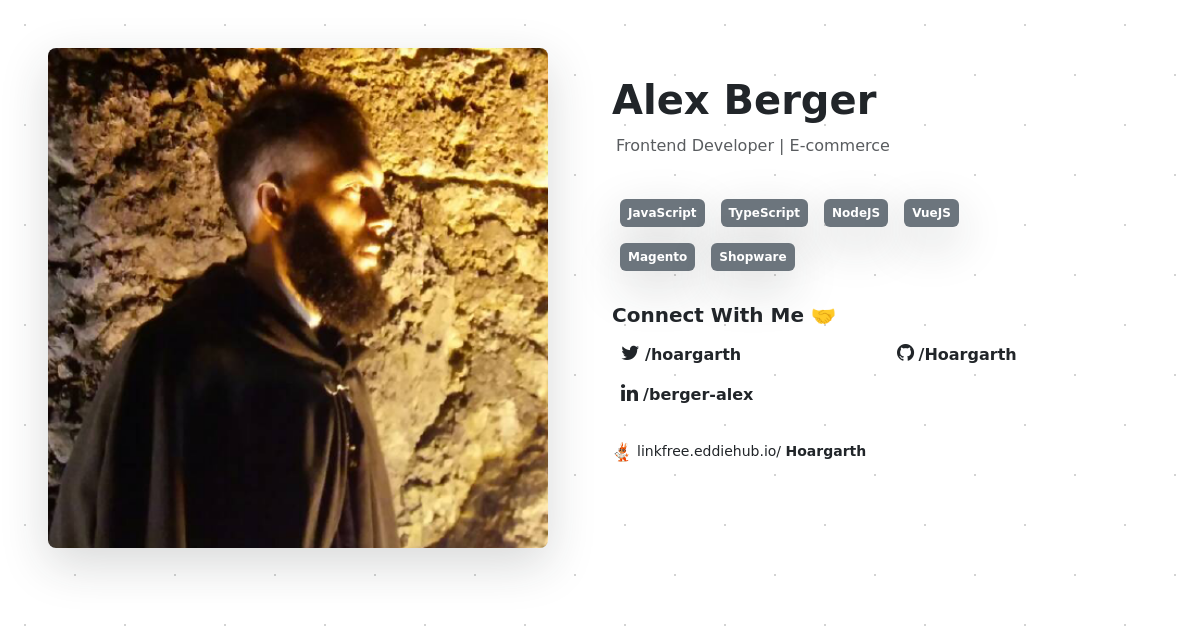 Alex Berger
Frontend Developer | E-commerce
JavaScript TypeScript NodeJS VueJS
Magento Shopware
Connect With Me 🤝
/hoargarth /Hoargarth
/berger-alex
linkfree.eddiehub.io/ Hoargarth